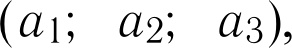 (a₁; a₂; a₃),